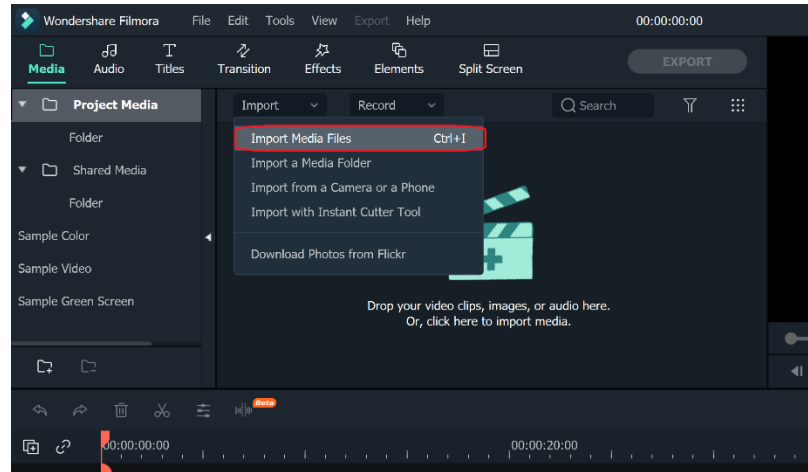 Wondershare Filmora File Edit Tools View Export Help 00:00:00:00
Media Audio Titles Transition Effects Elements Split Screen EXPORT
Project Media
Folder
Shared Media
Folder
Sample Color
Sample Video
Sample Green Screen
Import Record Search
Import Media Files Ctrl+I
Import a Media Folder
Import from a Camera or a Phone
Import with Instant Cutter Tool
Download Photos from Flickr
Drop your video clips, images, or audio here.
Or, click here to import media.
Beta
00:00:00:00 00:00:20:00